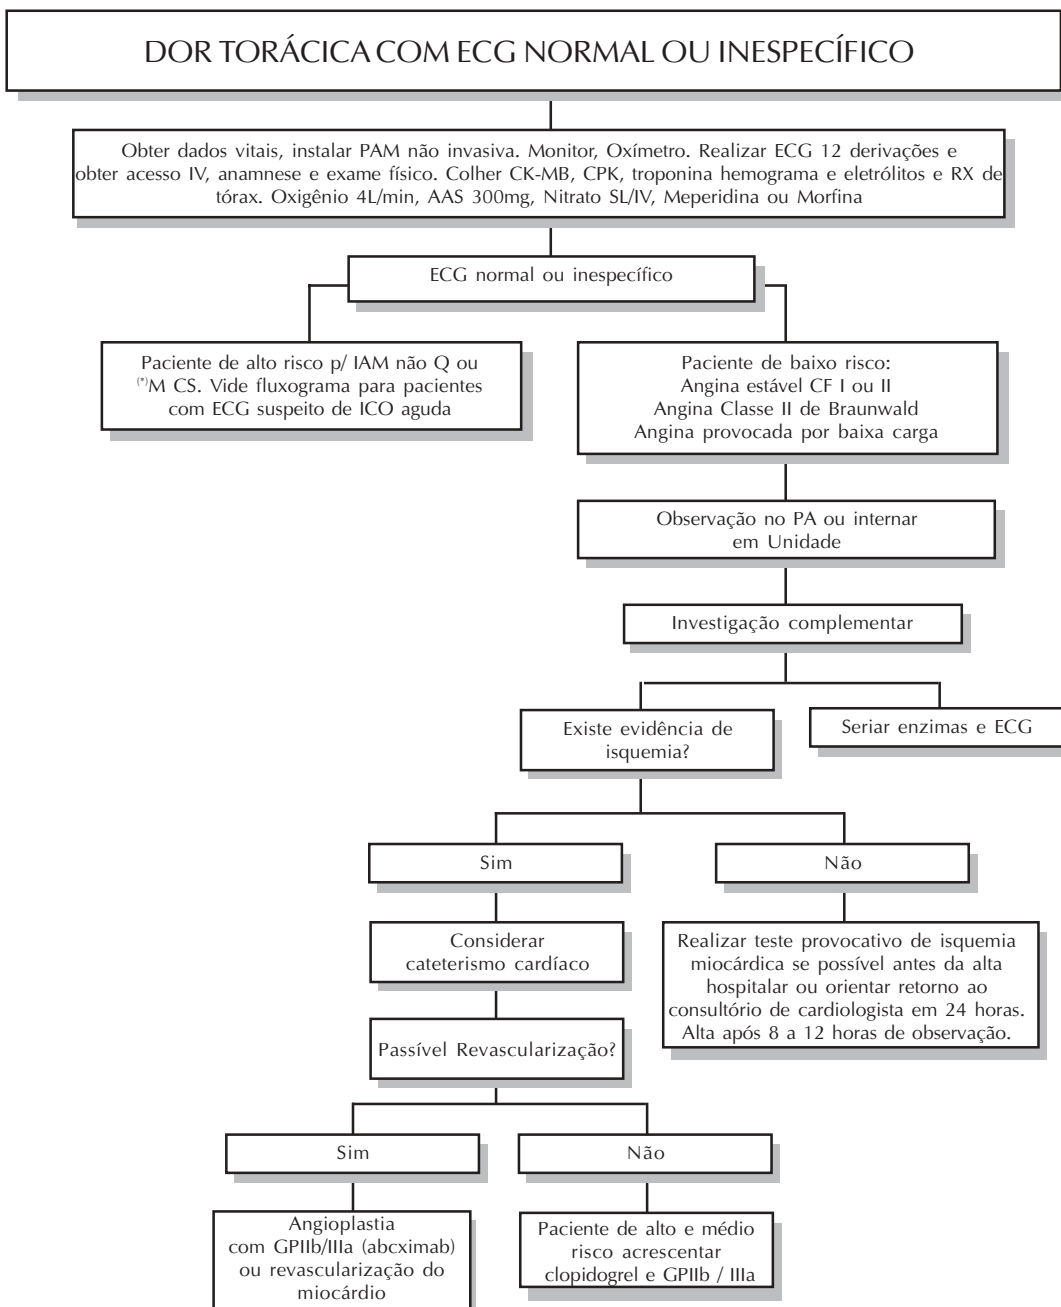 DOR TORÁCICA COM ECG NORMAL OU INESPECÍFICO
Obter dados vitais, instalar PAM não invasiva. Monitor, Oxímetro. Realizar ECG 12 derivações e
obter acesso IV, anamnese e exame físico. Colher CK-MB, CPK, troponina hemograma e eletrólitos e RX de
tórax. Oxigênio 4L/min, AAS 300mg, Nitrato SL/IV, Meperidina ou Morfina
ECG normal ou inespecífico
Paciente de alto risco p/ IAM não Q ou
(*)M CS. Vide fluxograma para pacientes
com ECG suspeito de ICO aguda
Paciente de baixo risco:
Angina estável CF I ou II
Angina Classe II de Braunwald
Angina provocada por baixa carga
Observação no PA ou internar
em Unidade
Investigação complementar
Existe evidência de
isquemia?
Seriar enzimas e ECG
Sim
Não
Considerar
cateterismo cardíaco
Realizar teste provocativo de isquemia
miocárdica se possível antes da alta
hospitalar ou orientar retorno ao
consultório de cardiologista em 24 horas.
Alta após 8 a 12 horas de observação.
Passível Revascularização?
Sim
Não
Angioplastia
com GPIIb/IIIa (abcximab)
ou revascularização do
miocárdio
Paciente de alto e médio
risco acrescentar
clopidogrel e GPIIb / IIIa